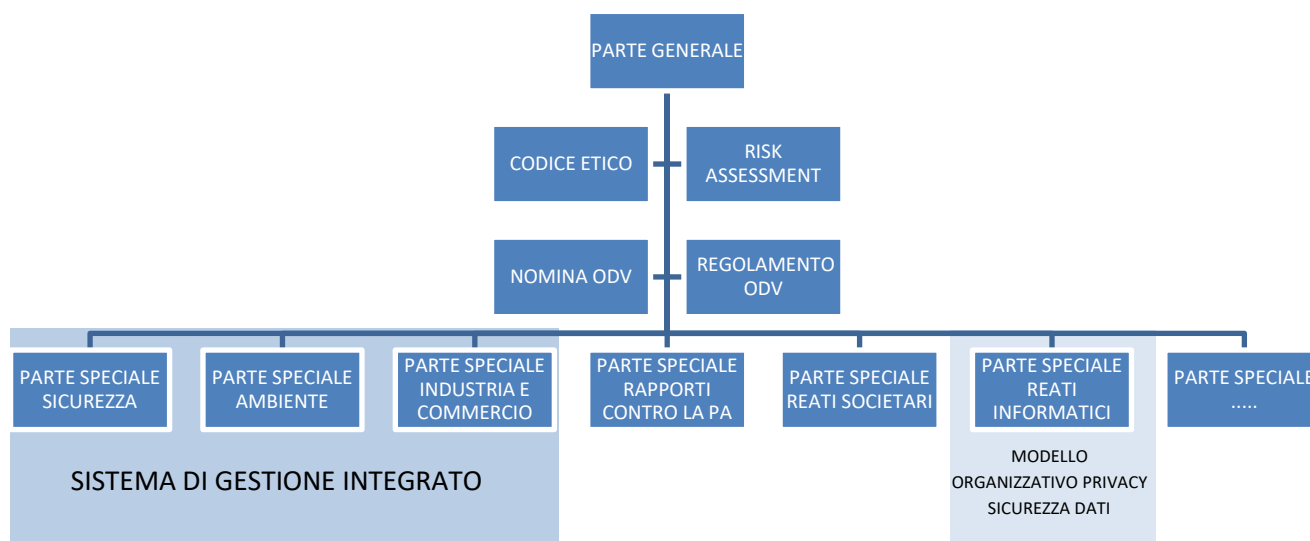 PARTE GENERALE
CODICE ETICO
RISK
ASSESSMENT
NOMINA ODV
REGOLAMENTO
ODV
PARTE SPECIALE
SICUREZZA
PARTE SPECIALE
AMBIENTE
PARTE SPECIALE
INDUSTRIA E
COMMERCIO
PARTE SPECIALE
RAPPORTI
CONTRO LA PA
PARTE SPECIALE
REATI SOCIETARI
PARTE SPECIALE
REATI
INFORMATICI
PARTE SPECIALE
.....
SISTEMA DI GESTIONE INTEGRATO
MODELLO
ORGANIZZATIVO PRIVACY
SICUREZZA DATI